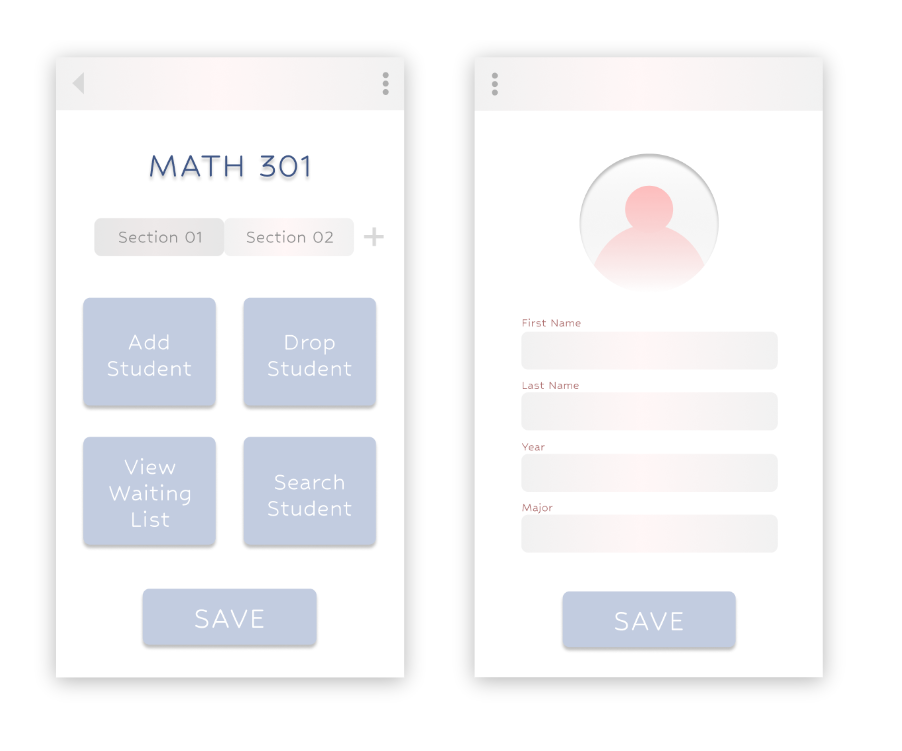 MATH 301
Section 01
Section 02
Add
Student
Drop
Student
View
Waiting
List
Search
Student
SAVE
First Name
Last Name
Year
Major
SAVE